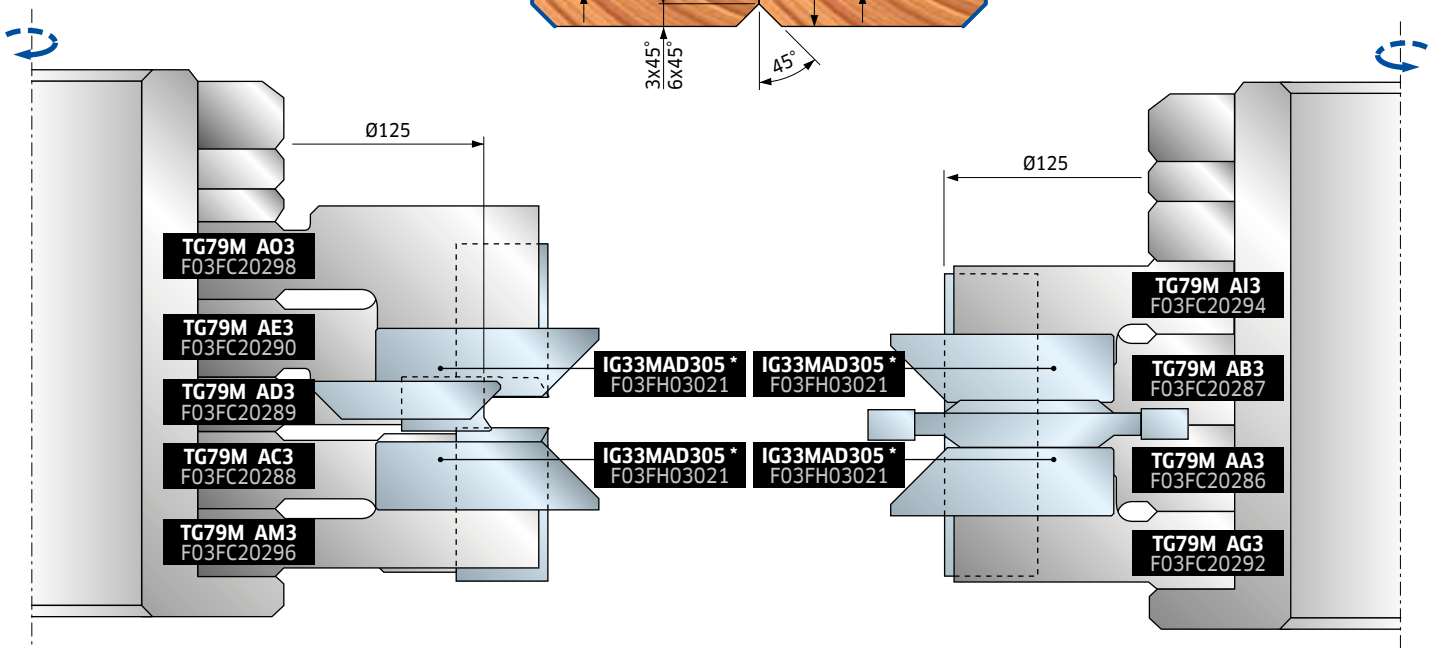 3x45°
6x45°
45°
Ø125
Ø125
TG79M AO3
F03FC20298
TG79M AE3
F03FC20290
TG79M AD3
F03FC20289
TG79M AC3
F03FC20288
TG79M AM3
F03FC20296
IG33MAD305 *
F03FH03021
IG33MAD305 *
F03FH03021
IG33MAD305 *
F03FH03021
IG33MAD305 *
F03FH03021
TG79M AI3
F03FC20294
TG79M AB3
F03FC20287
TG79M AA3
F03FC20286
TG79M AG3
F03FC20292